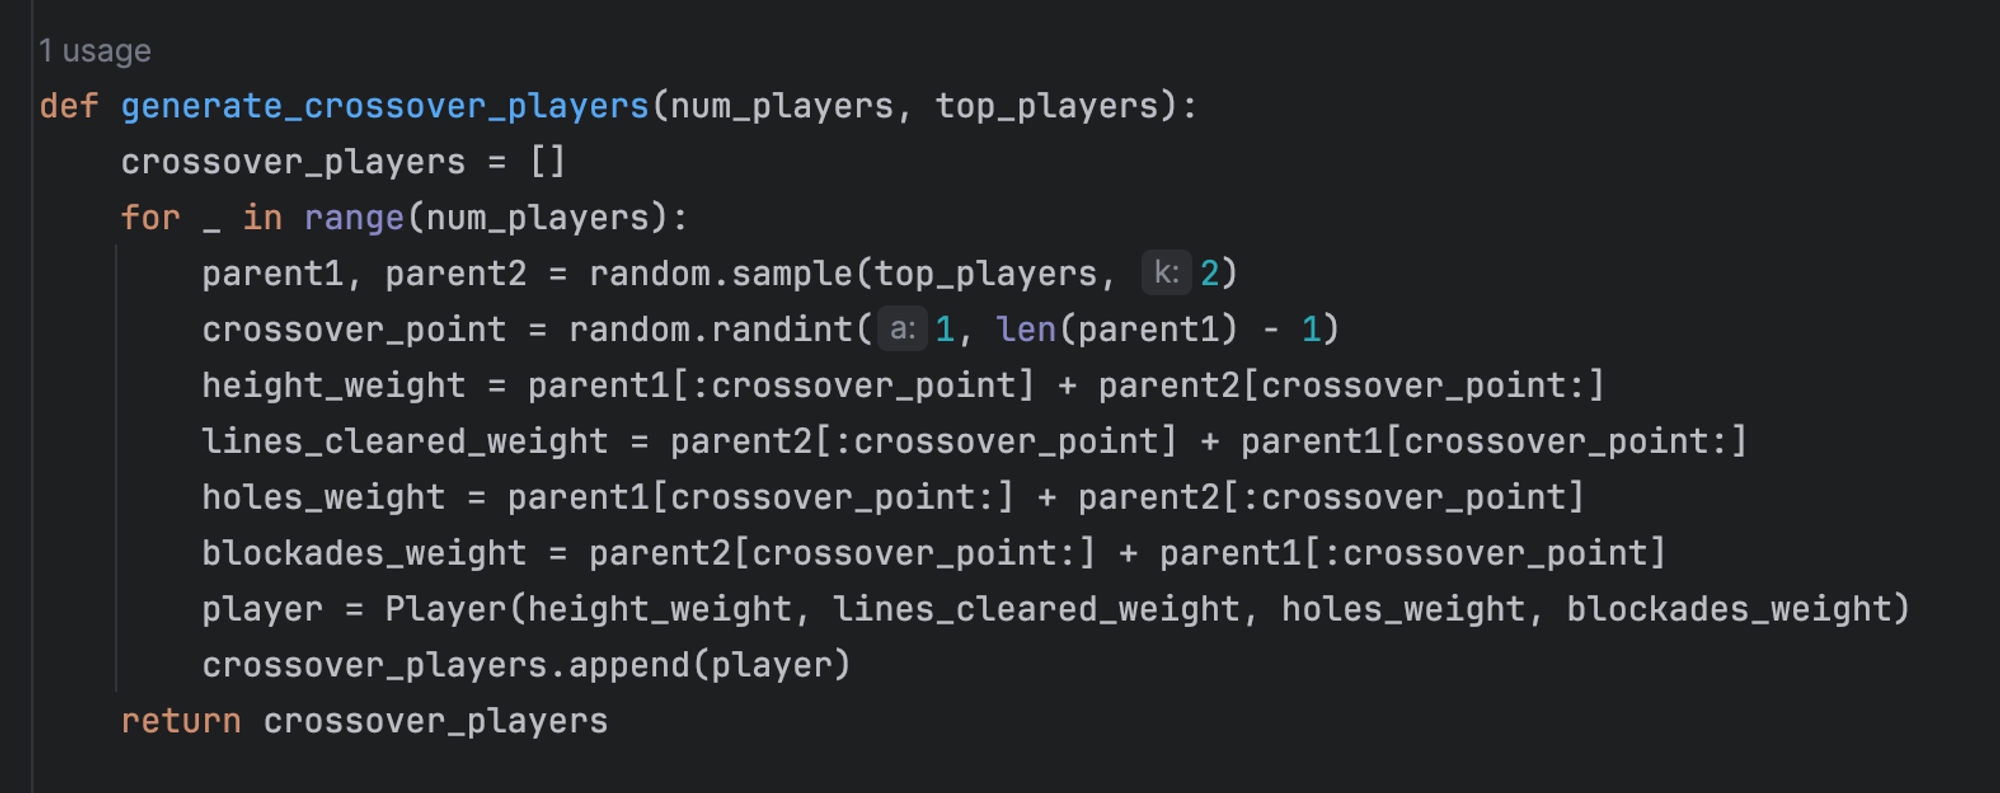 1 usage
def generate_crossover_players(num_players, top_players):
    crossover_players = []
    for _ in range(num_players):
        parent1, parent2 = random.sample(top_players, k: 2)
        crossover_point = random.randint(a: 1, len(parent1) - 1)
        height_weight = parent1[:crossover_point] + parent2[crossover_point:]
        lines_cleared_weight = parent2[:crossover_point] + parent1[crossover_point:]
        holes_weight = parent1[crossover_point:] + parent2[:crossover_point]
        blockades_weight = parent2[crossover_point:] + parent1[:crossover_point]
        player = Player(height_weight, lines_cleared_weight, holes_weight, blockades_weight)
        crossover_players.append(player)
    return crossover_players